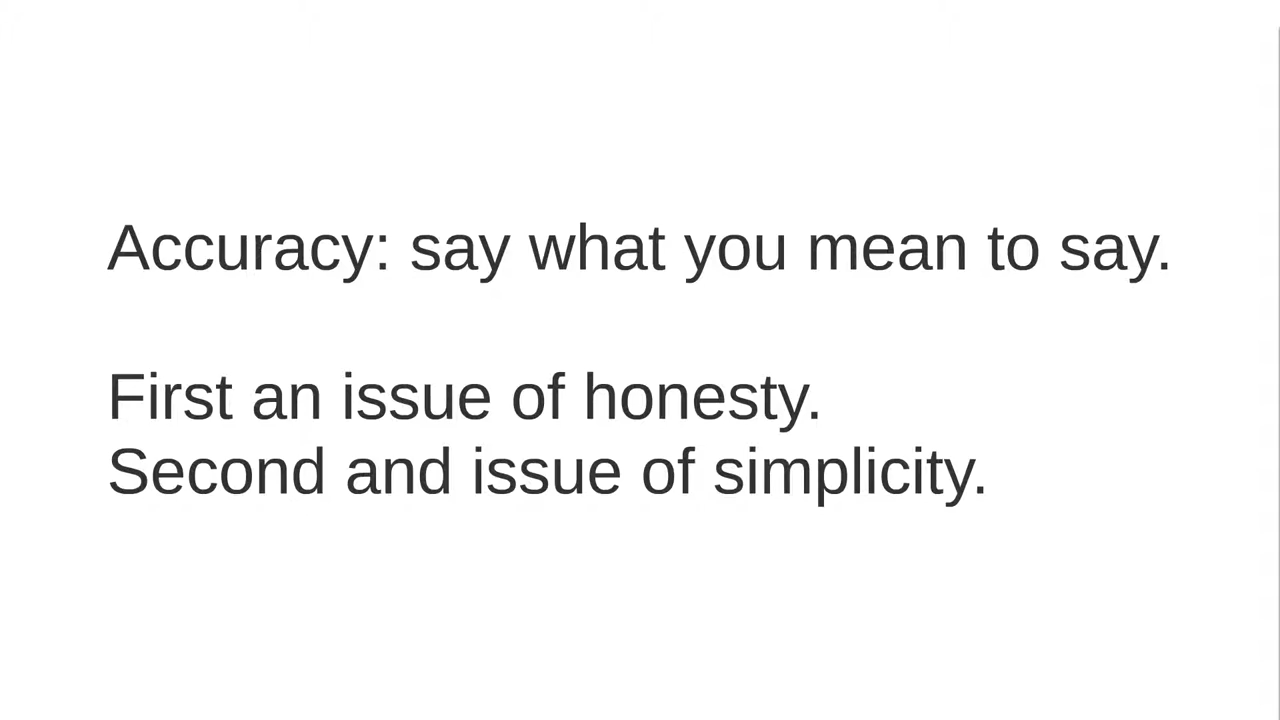 Accuracy: say what you mean to say.
First an issue of honesty.
Second and issue of simplicity.